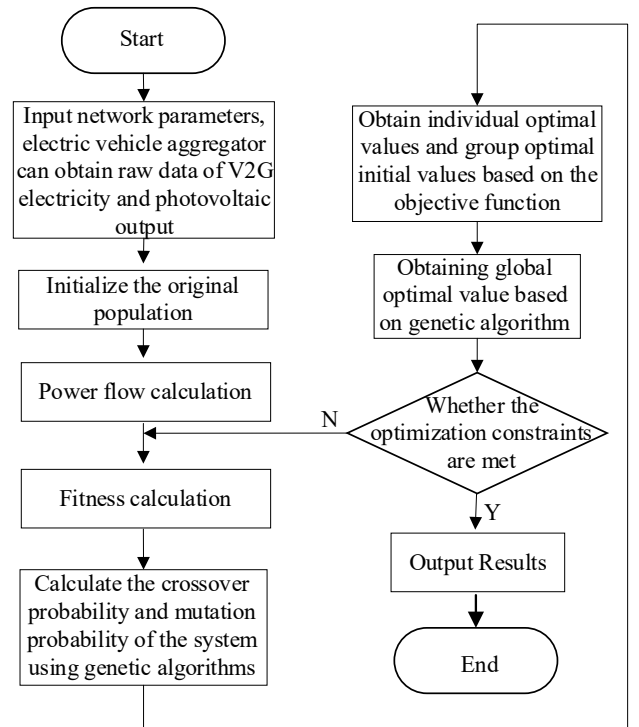 Start
Input network parameters,
electric vehicle aggregator
can obtain raw data of V2G
electricity and photovoltaic
output
Initialize the original
population
Power flow calculation
Fitness calculation
Calculate the crossover
probability and mutation
probability of the system
using genetic algorithms
Obtain individual optimal
values and group optimal
initial values based on the
objective function
Obtaining global
optimal value based
on genetic algorithm
Whether the
optimization constraints
are met
N
Y
Output Results
End